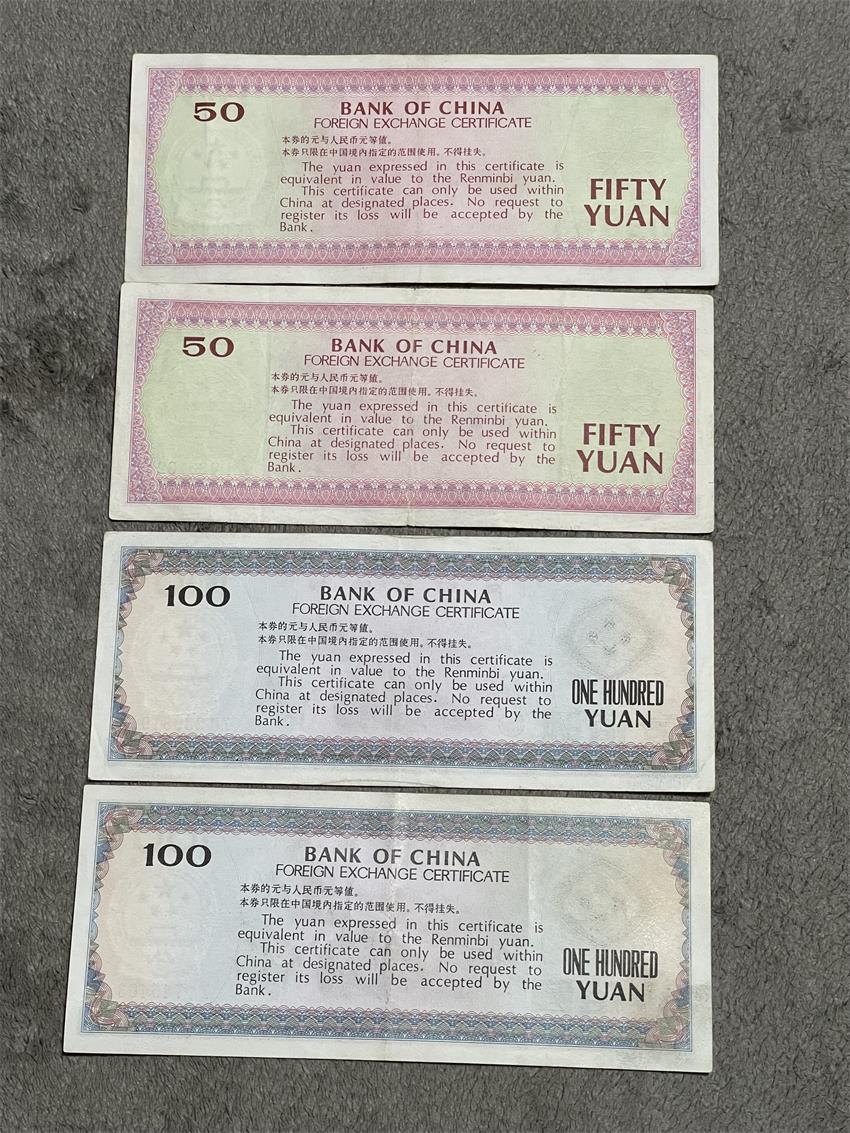 50
BANK OF CHINA
FOREIGN EXCHANGE CERTIFICATE
本券的元与人民币元等值。
本券只限在中国境内指定的范围使用。不得挂失。
The yuan expressed in this certificate is
equivalent in value to the Renminbi yuan.
This certificate can only be used within
China at designated places. No request to
register its loss will be accepted by the
Bank.
FIFTY
YUAN
50
BANK OF CHINA
FOREIGN EXCHANGE CERTIFICATE
本券的元与人民币元等值。
本券只限在中国境内指定的范围使用。不得挂失。
The yuan expressed in this certificate is
equivalent in value to the Renminbi yuan.
This certificate can only be used within
China at designated places. No request to
register its loss will be accepted by the
Bank.
FIFTY
YUAN
100
BANK OF CHINA
FOREIGN EXCHANGE CERTIFICATE
本券的元与人民币元等值。
本券只限在中国境内指定的范围使用。不得挂失。
The yuan expressed in this certificate is
equivalent in value to the Renminbi yuan.
This certificate can only be used within
China at designated places. No request to
register its loss will be accepted by the
Bank.
ONE HUNDRED
YUAN
100
BANK OF CHINA
FOREIGN EXCHANGE CERTIFICATE
本券的元与人民币元等值。
本券只限在中国境内指定的范围使用。不得挂失。
The yuan expressed in this certificate is
equivalent in value to the Renminbi yuan.
This certificate can only be used within
China at designated places. No request to
register its loss will be accepted by the
Bank.
ONE HUNDRED
YUAN